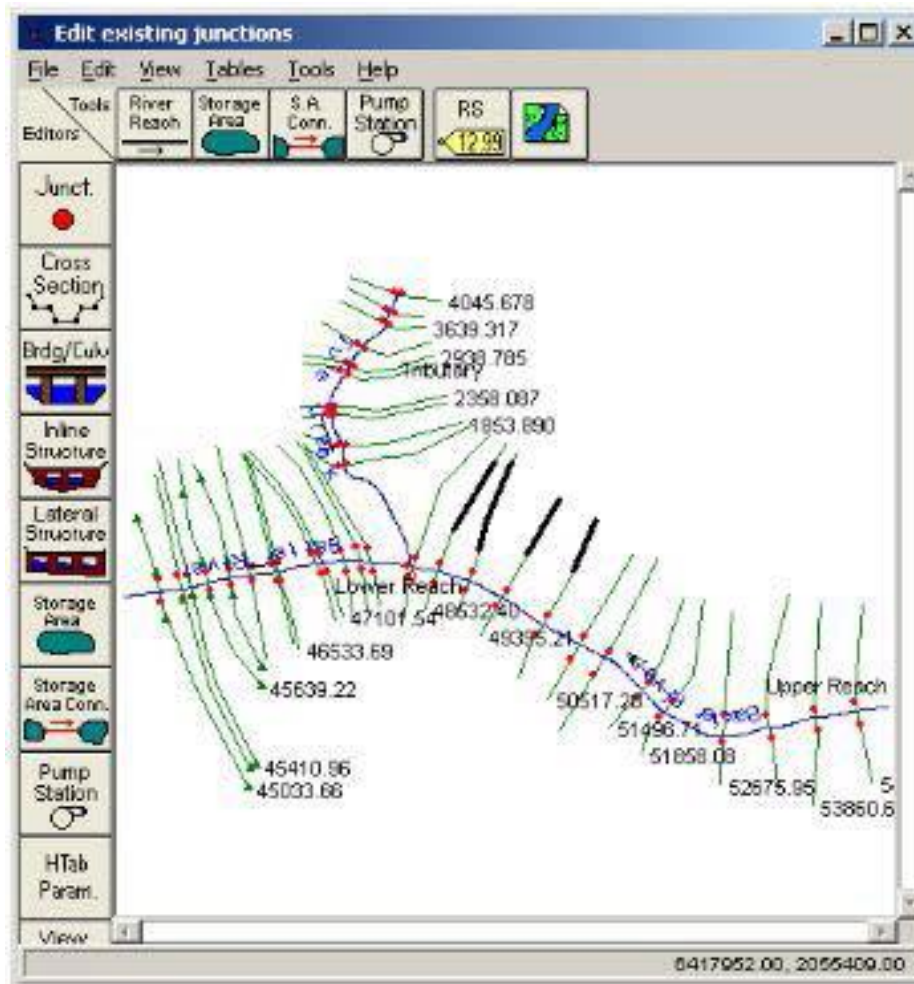 Edit existing junctions
File Edit View Tables Tools Help
Tools
Editors
River Reach
Storage Area
S.A. Conn.
Pump Station
RS
12.99
Junct.
Cross Section
Brdg/Culv
Inline Structure
Lateral Structure
Storage Area
Storage Area Conn.
Pump Station
HTab Param.
View
4045.678
3639.317
2938.785
Tributary
2358.087
1853.890
Lower Reach
47101.54
48532.40
46533.69
49395.21
45639.22
50517.28
Upper Reach
51496.71
51858.08
45410.96
45033.66
52675.95
53860.6
6417952.00, 2055409.00